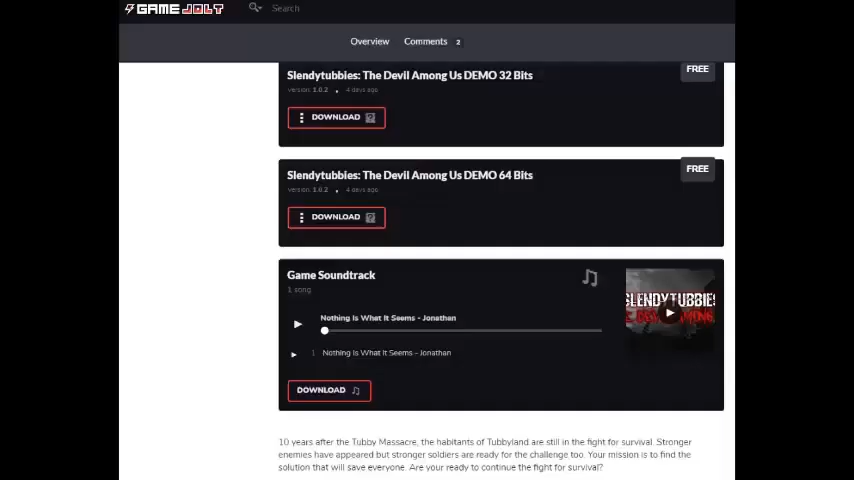 GAME JOLT
Search
Overview
Comments 2
Slendytubbies: The Devil Among Us DEMO 32 Bits
FREE
version: 1.0.2 • 4 days ago
DOWNLOAD
Slendytubbies: The Devil Among Us DEMO 64 Bits
FREE
version: 1.0.2 • 4 days ago
DOWNLOAD
Game Soundtrack
1 song
SLENDYTUBBIES
Nothing Is What It Seems - Jonathan
1 Nothing Is What It Seems - Jonathan
DOWNLOAD
10 years after the Tubby Massacre, the habitants of Tubbyland are still in the fight for survival. Stronger
enemies have appeared but stronger soldiers are ready for the challenge too. Your mission is to find the
solution that will save everyone. Are your ready to continue the fight for survival?